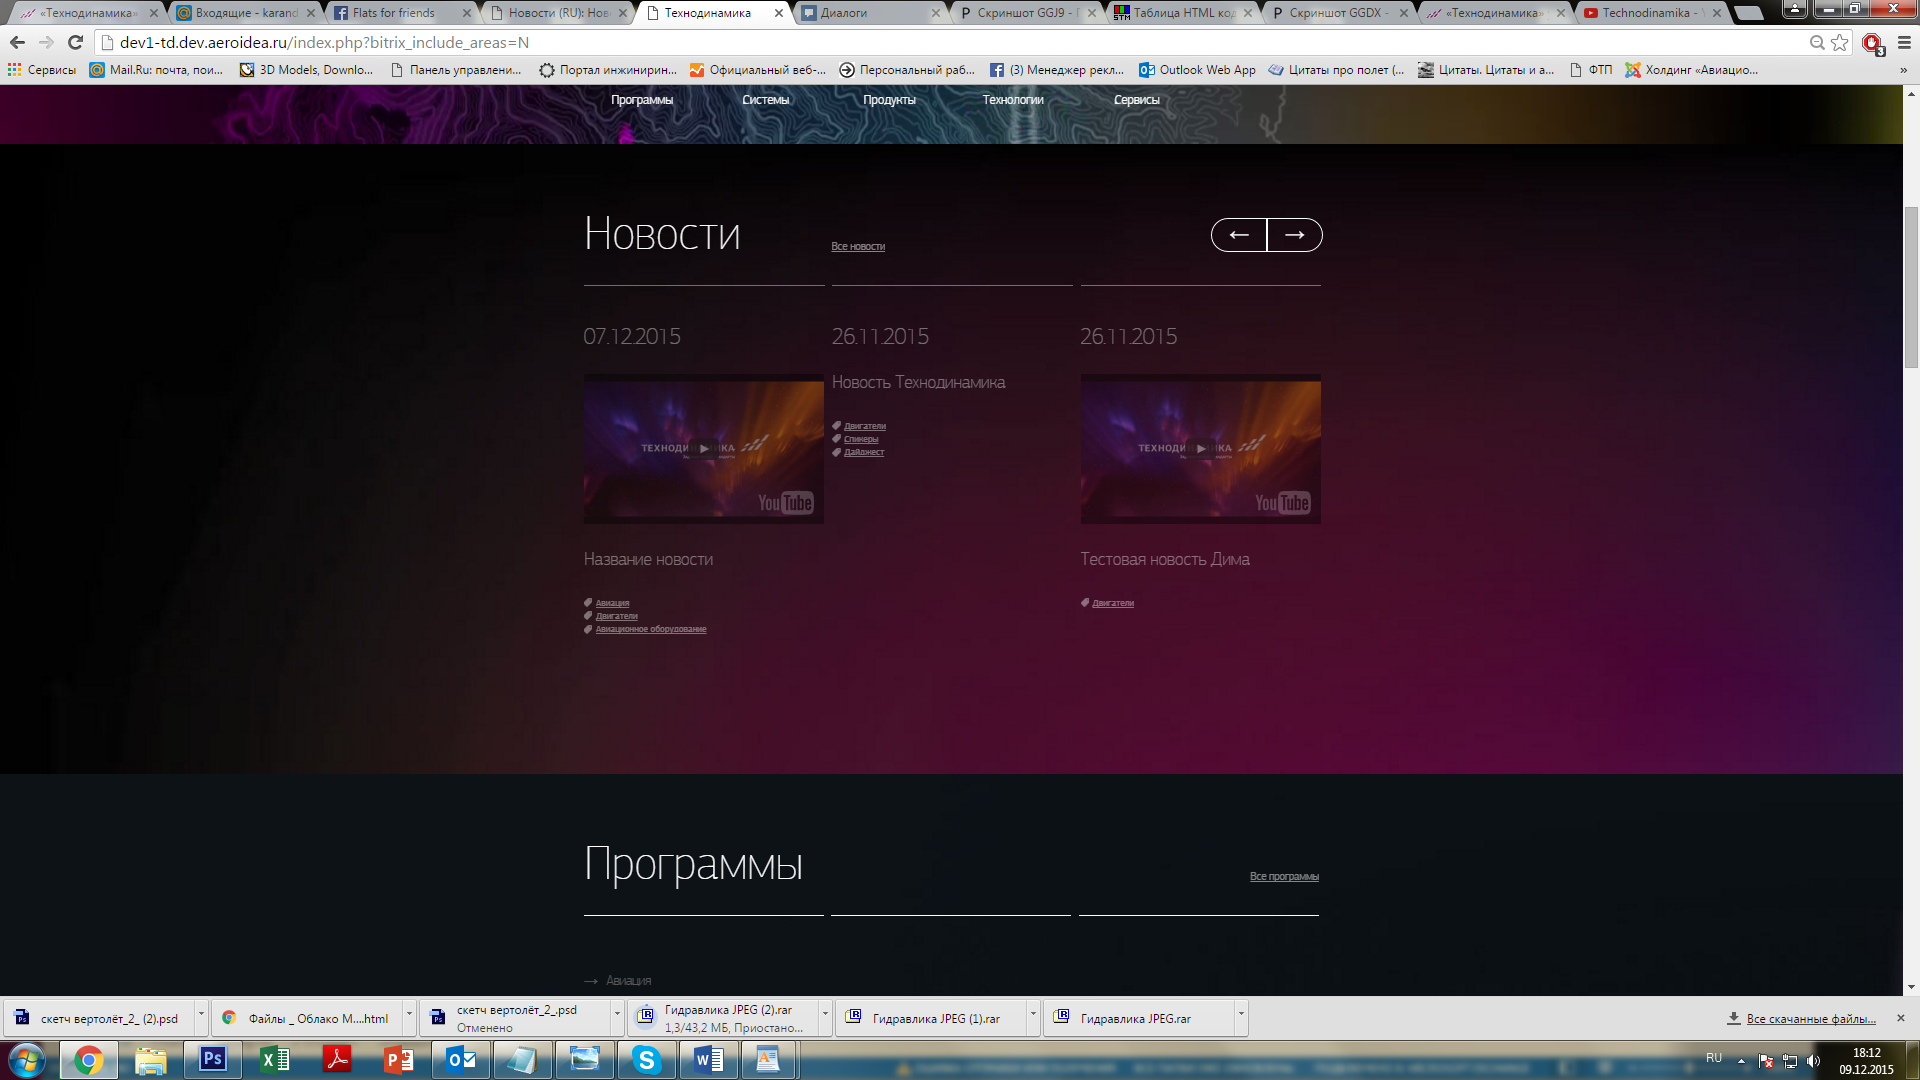 «Технодинамика»
Входящие - karand
Flats for friends
Новости (RU): Нов
Технодинамика
Диалоги
Скриншот GGJ9 - 
Таблица HTML код
Скриншот GGDX - 
«Технодинамика»
Technodinamika - 
dev1-td.dev.aeroidea.ru/index.php?bitrix_include_areas=N
3
Сервисы
Mail.Ru: почта, пои...
3D Models, Downlo...
Панель управлени...
Портал инжинирин...
Официальный веб-...
Персональный раб...
(3) Менеджер рекл...
Outlook Web App
Цитаты про полет (...
Цитаты. Цитаты и а...
ФТП
Холдинг «Авиацио...
»
Программы
Системы
Продукты
Технологии
Сервисы
Новости
Все новости
← →
07.12.2015
ТЕХНОДИНАМИКА
YouTube
Название новости
Авиация
Двигатели
Авиационное оборудование
26.11.2015
Новость Технодинамика
Двигатели
Спикеры
Дайджест
26.11.2015
ТЕХНОДИНАМИКА
YouTube
Тестовая новость Дима
Двигатели
Программы
Все программы
→ Авиация
скетч вертолёт_2_ (2).psd
Файлы _ Облако M....html
скетч вертолёт_2_.psd
Отменено
Гидравлика JPEG (2).rar
1,3/43,2 МБ, Приостано...
Гидравлика JPEG (1).rar
Гидравлика JPEG.rar
Все скачанные файлы...
RU
18:12
09.12.2015